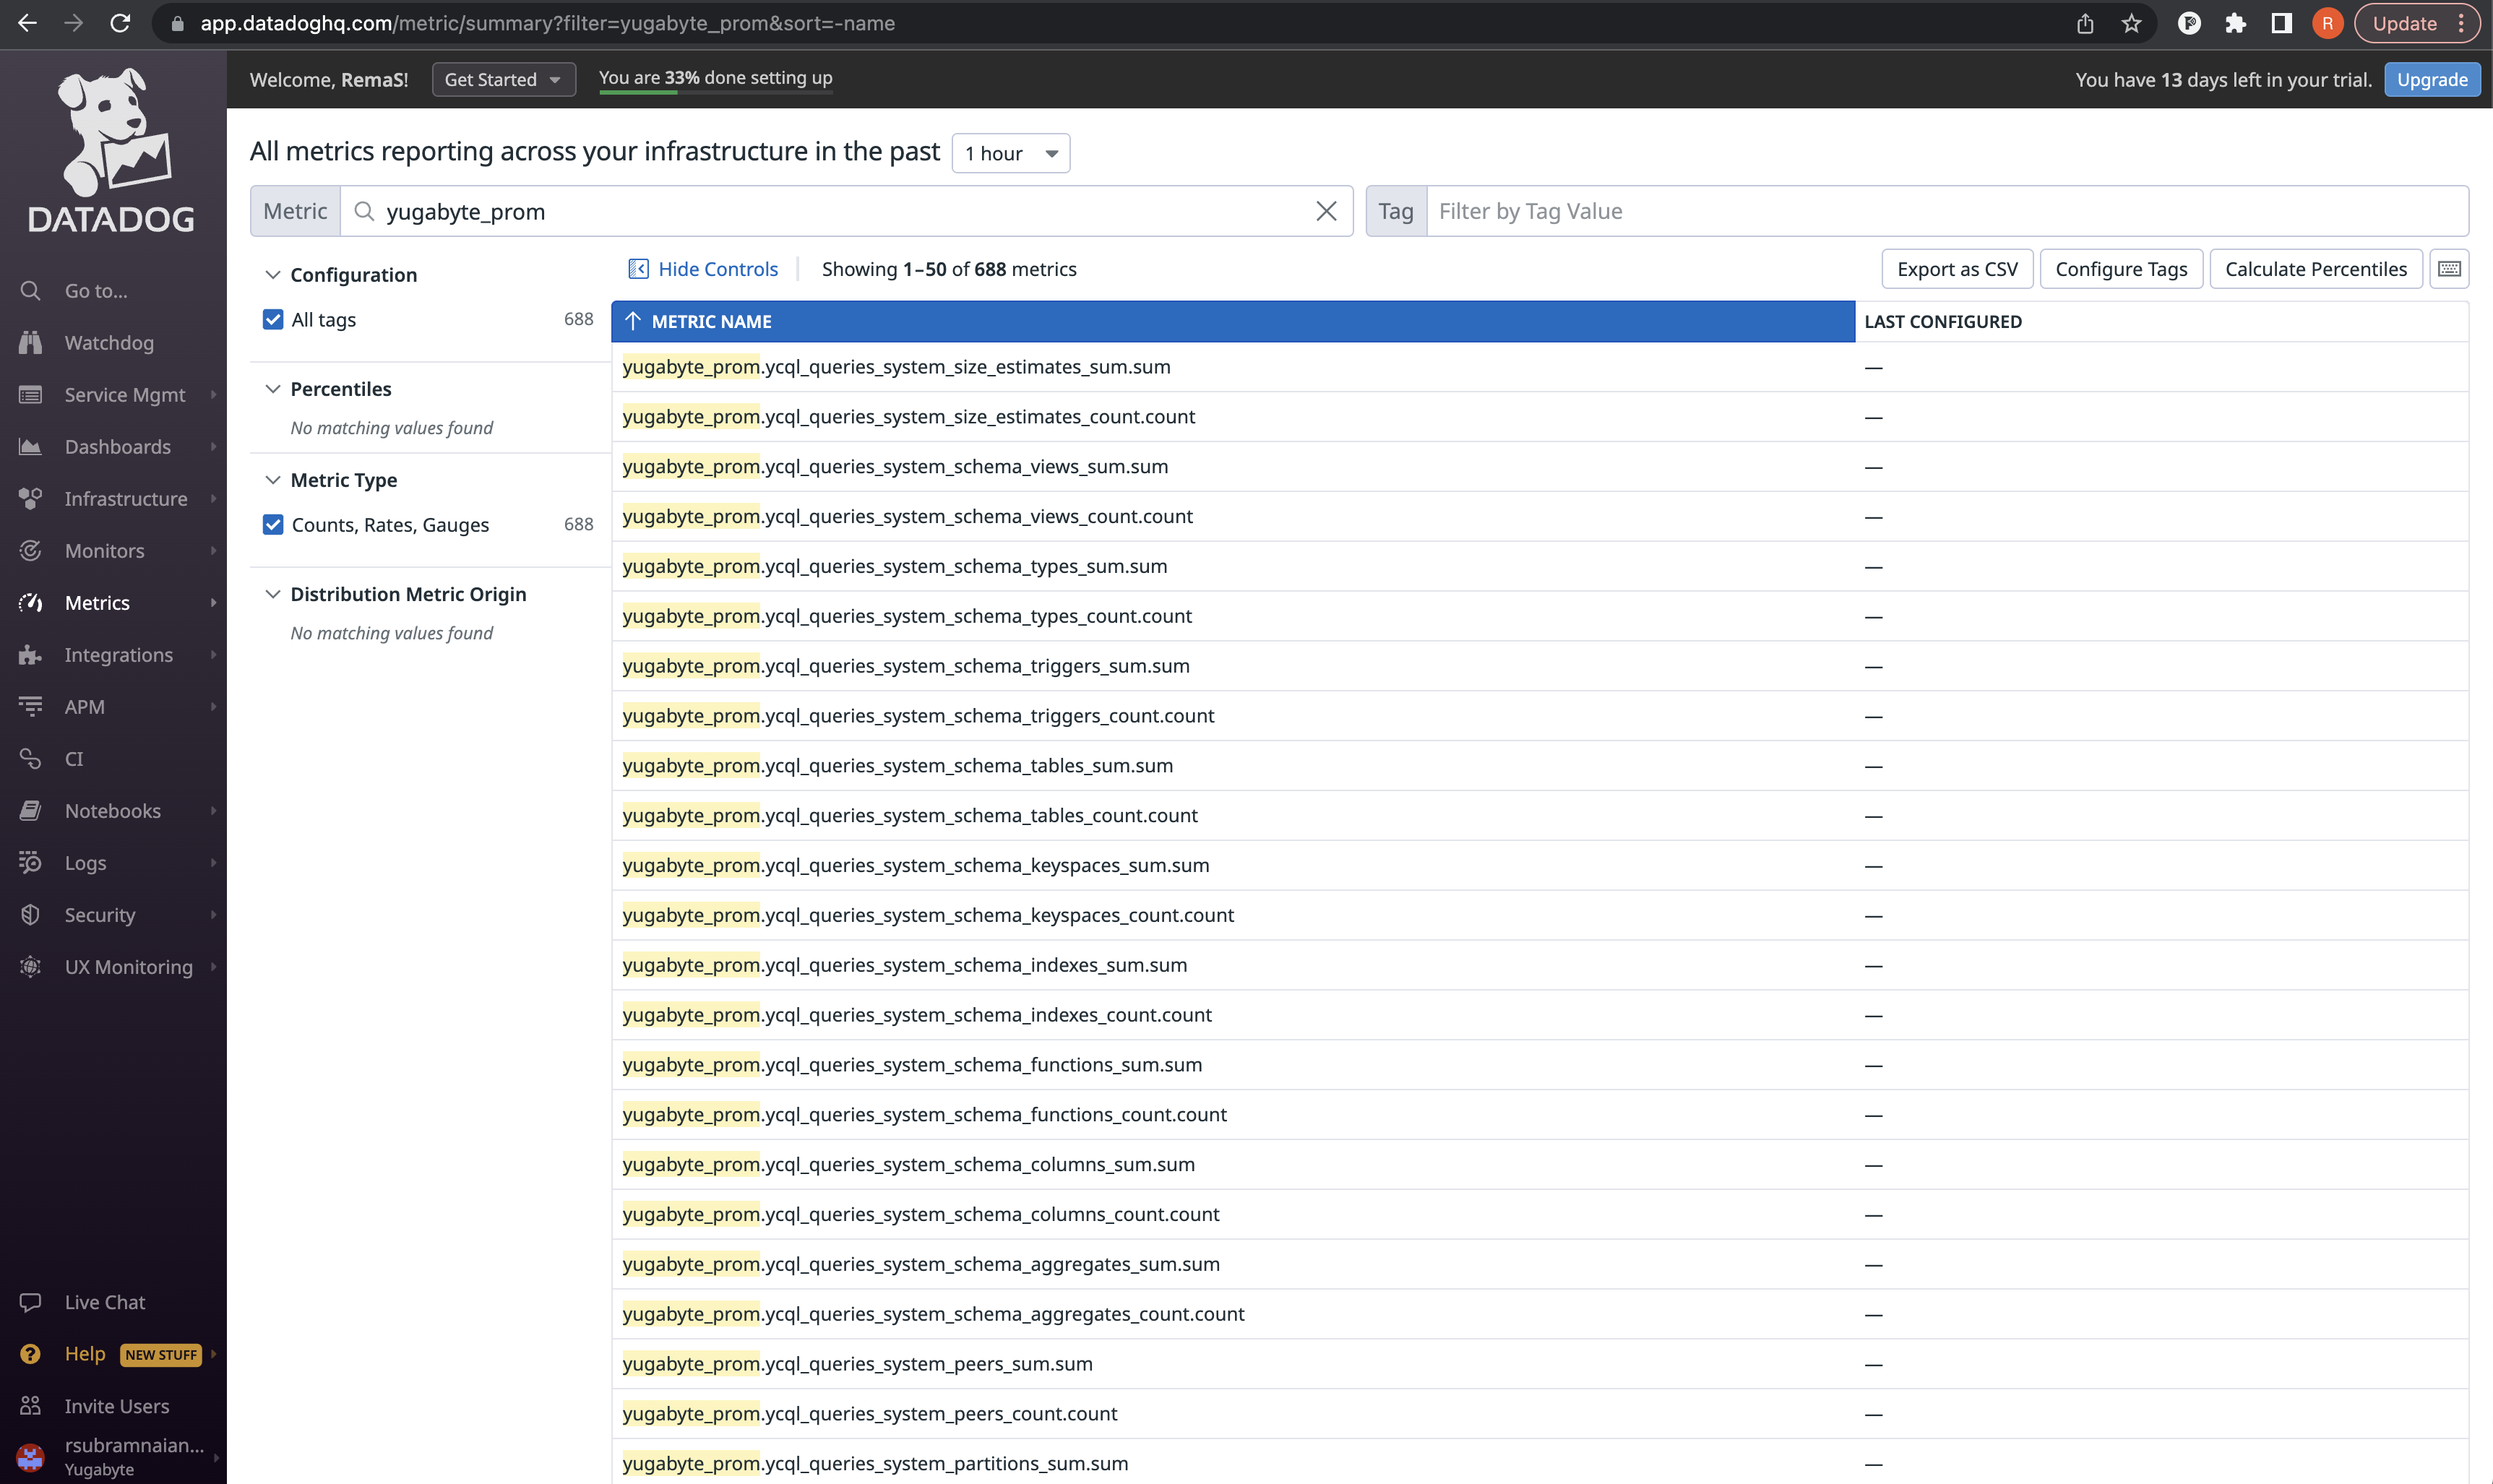 app.datadoghq.com/metric/summary?filter=yugabyte_prom&sort=-name
R
Update
DATADOG
Welcome, RemaS!
Get Started
You are 33% done setting up
You have 13 days left in your trial.
Upgrade
Go to...
Watchdog
Service Mgmt
Dashboards
Infrastructure
Monitors
Metrics
Integrations
APM
CI
Notebooks
Logs
Security
UX Monitoring
Live Chat
Help NEW STUFF
Invite Users
rsubramnaian...
Yugabyte
All metrics reporting across your infrastructure in the past 1 hour
Metric yugabyte_prom
Tag Filter by Tag Value
Configuration
All tags 688
Percentiles
No matching values found
Metric Type
Counts, Rates, Gauges 688
Distribution Metric Origin
No matching values found
Hide Controls Showing 1–50 of 688 metrics
Export as CSV Configure Tags Calculate Percentiles
METRIC NAME LAST CONFIGURED
yugabyte_prom.ycql_queries_system_size_estimates_sum.sum —
yugabyte_prom.ycql_queries_system_size_estimates_count.count —
yugabyte_prom.ycql_queries_system_schema_views_sum.sum —
yugabyte_prom.ycql_queries_system_schema_views_count.count —
yugabyte_prom.ycql_queries_system_schema_types_sum.sum —
yugabyte_prom.ycql_queries_system_schema_types_count.count —
yugabyte_prom.ycql_queries_system_schema_triggers_sum.sum —
yugabyte_prom.ycql_queries_system_schema_triggers_count.count —
yugabyte_prom.ycql_queries_system_schema_tables_sum.sum —
yugabyte_prom.ycql_queries_system_schema_tables_count.count —
yugabyte_prom.ycql_queries_system_schema_keyspaces_sum.sum —
yugabyte_prom.ycql_queries_system_schema_keyspaces_count.count —
yugabyte_prom.ycql_queries_system_schema_indexes_sum.sum —
yugabyte_prom.ycql_queries_system_schema_indexes_count.count —
yugabyte_prom.ycql_queries_system_schema_functions_sum.sum —
yugabyte_prom.ycql_queries_system_schema_functions_count.count —
yugabyte_prom.ycql_queries_system_schema_columns_sum.sum —
yugabyte_prom.ycql_queries_system_schema_columns_count.count —
yugabyte_prom.ycql_queries_system_schema_aggregates_sum.sum —
yugabyte_prom.ycql_queries_system_schema_aggregates_count.count —
yugabyte_prom.ycql_queries_system_peers_sum.sum —
yugabyte_prom.ycql_queries_system_peers_count.count —
yugabyte_prom.ycql_queries_system_partitions_sum.sum —